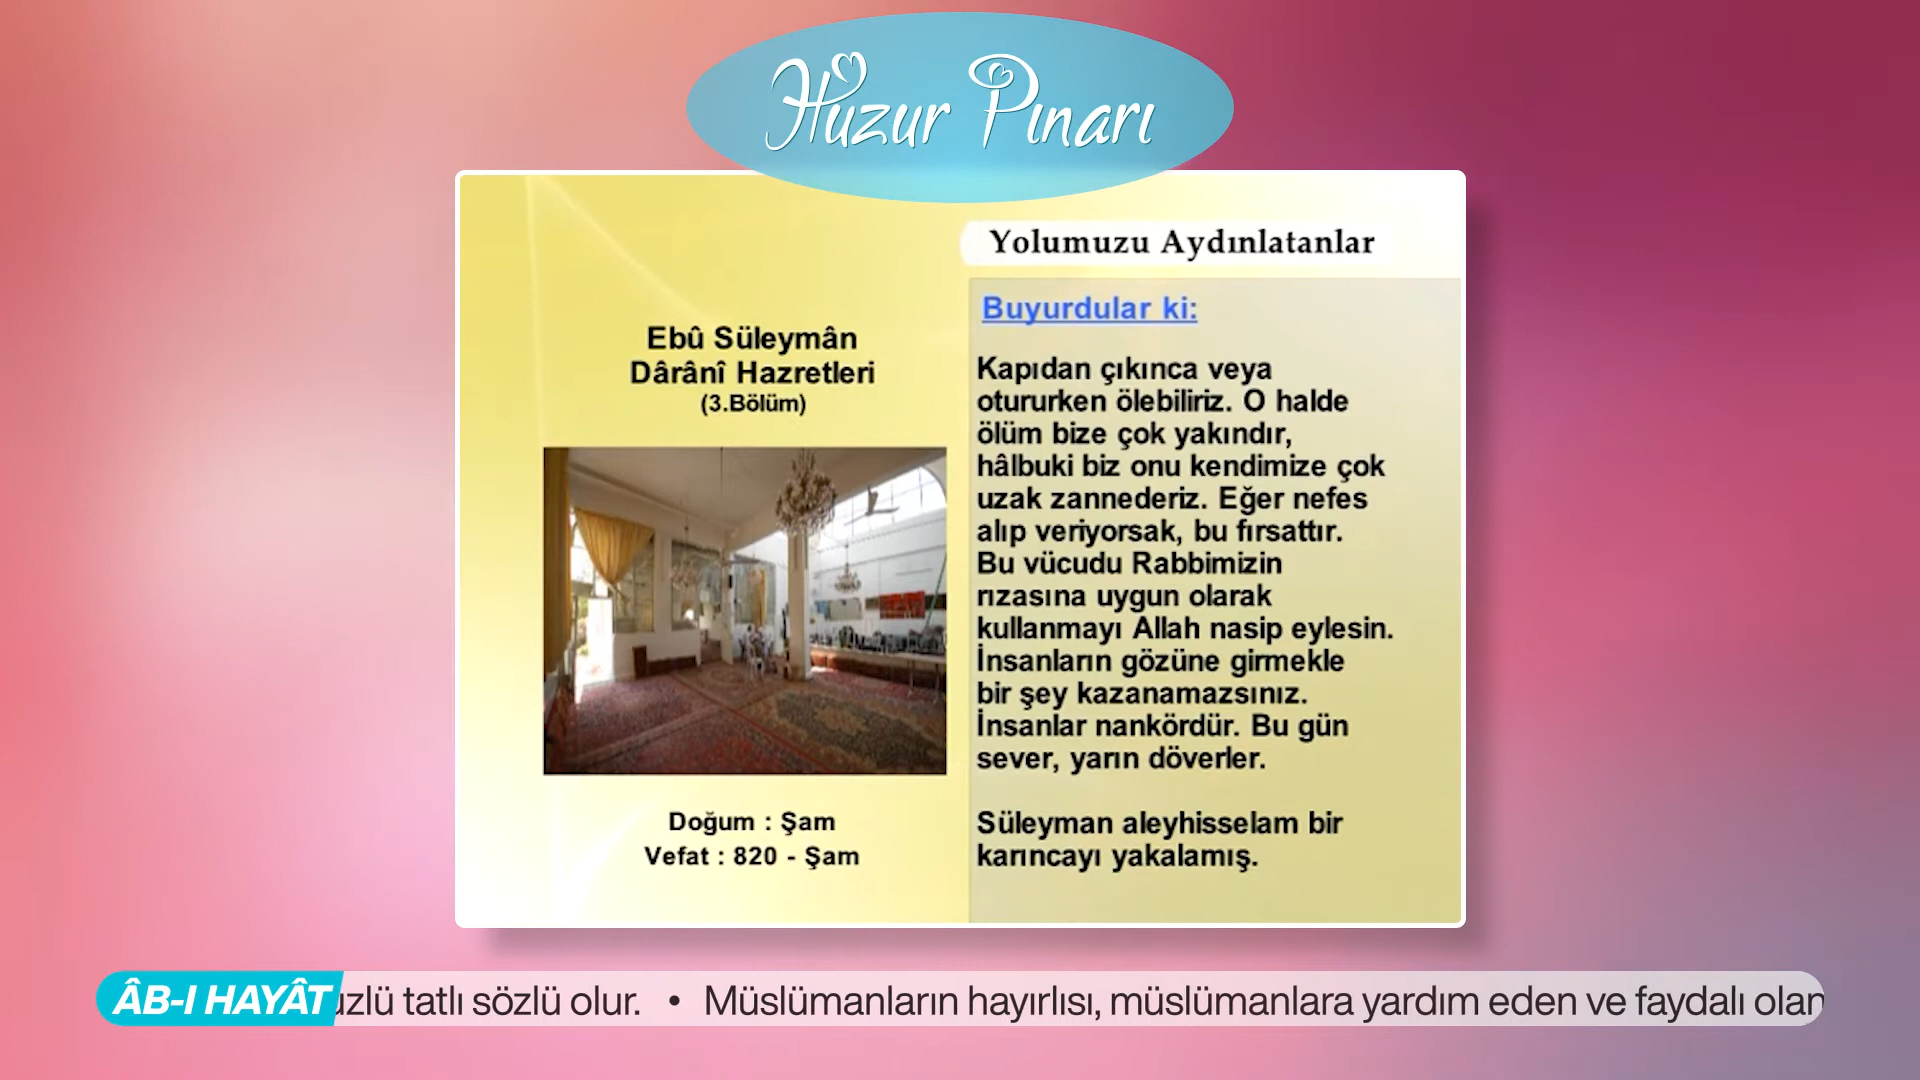 Huzur Pınarı
Yolumuzu Aydınlatanlar
Ebû Süleymân
Dârânî Hazretleri
(3.Bölüm)
Doğum : Şam
Vefat : 820 - Şam
Buyurdular ki:
Kapıdan çıkınca veya
otururken ölebiliriz. O halde
ölüm bize çok yakındır,
hâlbuki biz onu kendimize çok
uzak zannederiz. Eğer nefes
alıp veriyorsak, bu fırsattır.
Bu vücudu Rabbimizin
rızasına uygun olarak
kullanmayı Allah nasip eylesin.
İnsanların gözüne girmekle
bir şey kazanamazsınız.
İnsanlar nankördür. Bu gün
sever, yarın döverler.
Süleyman aleyhisselam bir
karıncayı yakalamış.
ÂB-I HAYÂT
tatlı sözlü olur. • Müslümanların hayırlısı, müslümanlara yardım eden ve faydalı olan